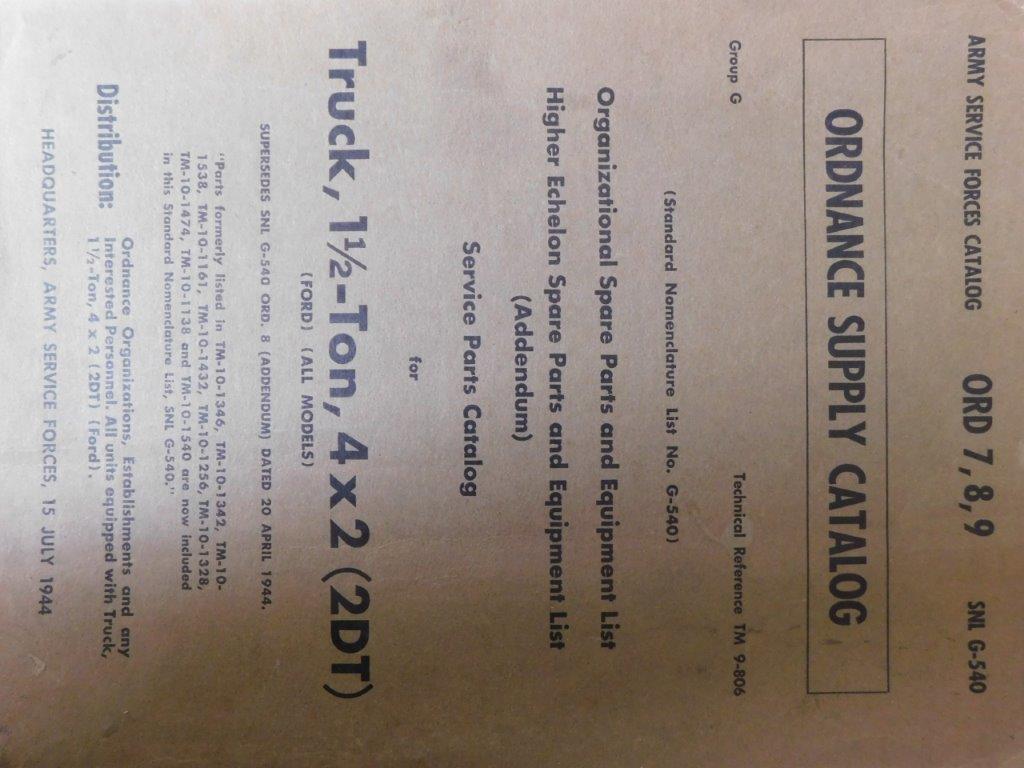 ARMY SERVICE FORCES CATALOG ORD 7, 8, 9 SNL G-540
ORDNANCE SUPPLY CATALOG
Group G Technical Reference TM 9-806
(Standard Nomenclature List No. G-540)
Organizational Spare Parts and Equipment List
Higher Echelon Spare Parts and Equipment List
(Addendum)
Service Parts Catalog
for
Truck, 1½-Ton, 4 x 2 (2DT)
(FORD) (ALL MODELS)
SUPERSEDES SNL G-540 ORD. 8 (ADDENDUM) DATED 20 APRIL 1944.
"Parts formerly listed in TM-10-1346, TM-10-1342, TM-10-
1538, TM-10-1161, TM-10-1432, TM-10-1256, TM-10-1328,
TM-10-1474, TM-10-1138 and TM-10-1540 are now included
in this Standard Nomenclature List, SNL G-540."
Distribution:
Ordnance Organizations, Establishments and any
Interested Personnel. All units equipped with Truck,
1½-Ton, 4 x 2 (2DT) (Ford).
HEADQUARTERS, ARMY SERVICE FORCES, 15 JULY 1944